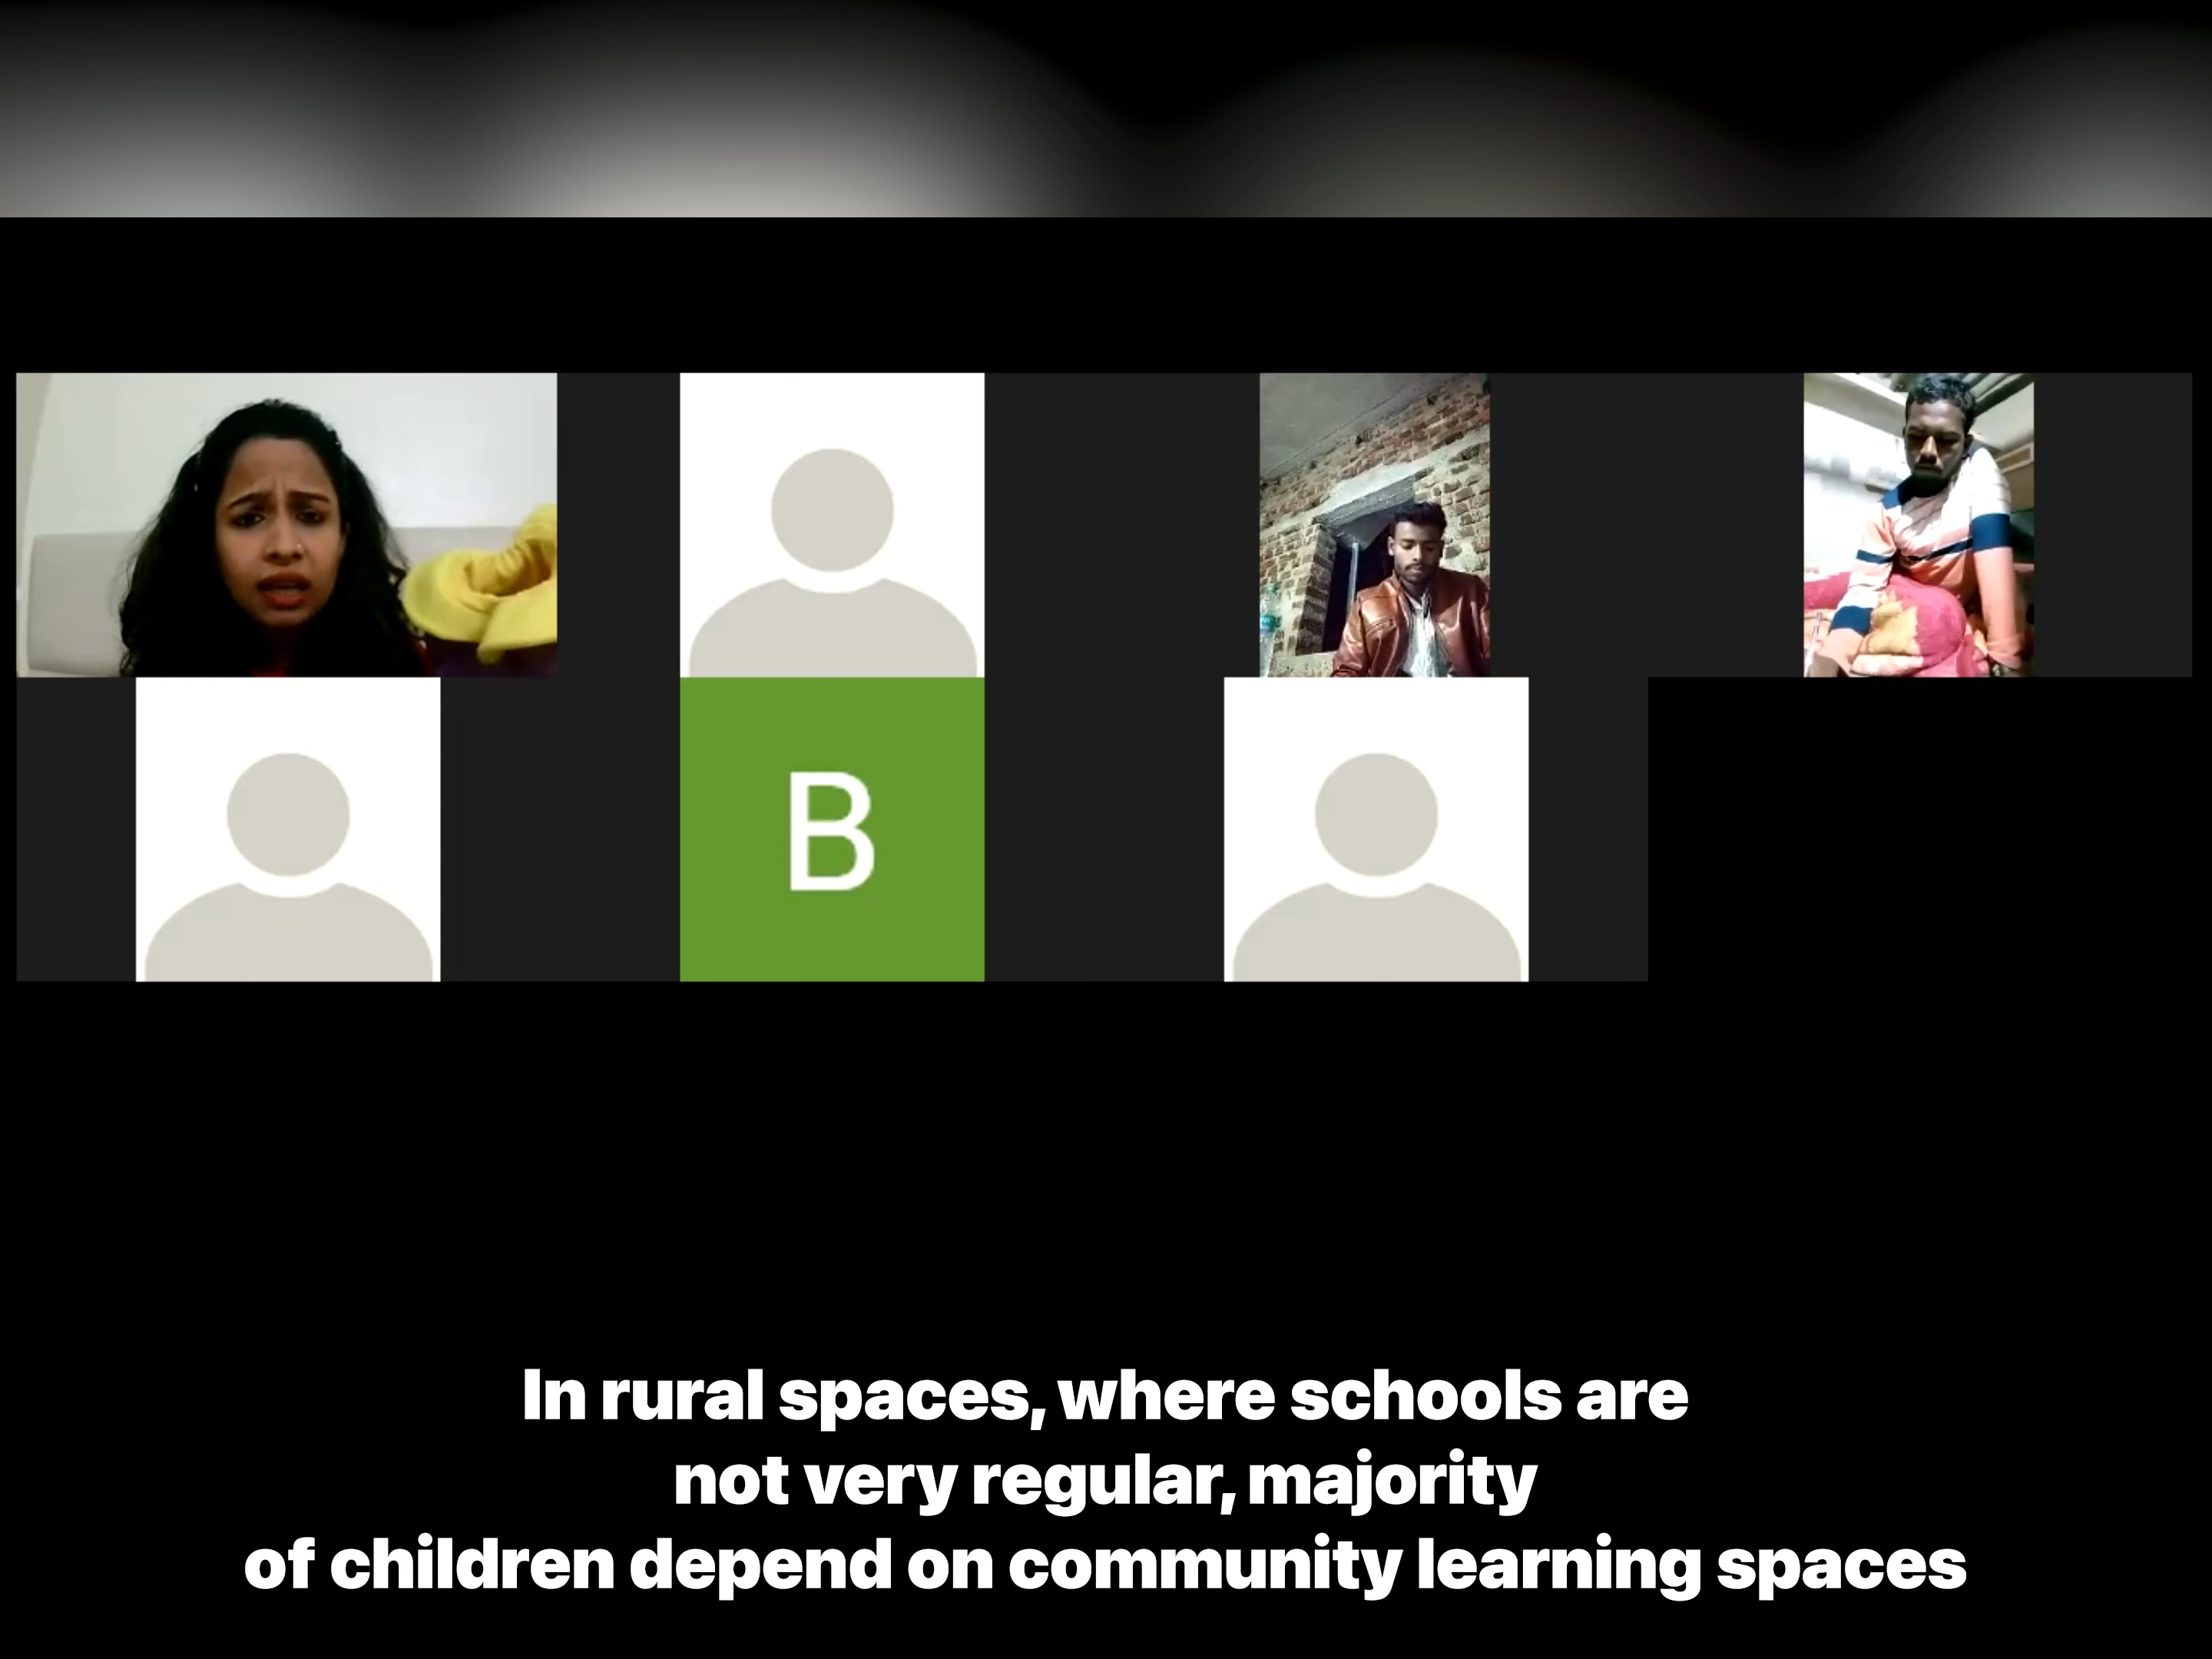 B
In rural spaces, where schools are
not very regular, majority
of children depend on community learning spaces